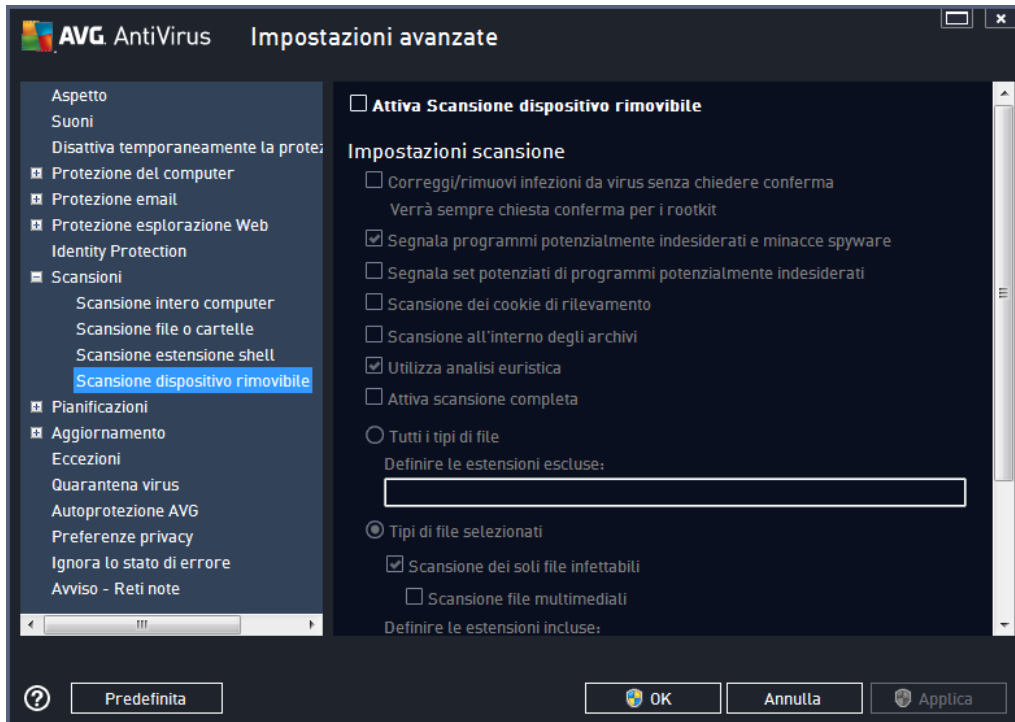 AVG AntiVirus Impostazioni avanzate
Aspetto
Suoni
Disattiva temporaneamente la protez
Protezione del computer
Protezione email
Protezione esplorazione Web
Identity Protection
Scansioni
Scansione intero computer
Scansione file o cartelle
Scansione estensione shell
Scansione dispositivo rimovibile
Pianificazioni
Aggiornamento
Eccezioni
Quarantena virus
Autoprotezione AVG
Preferenze privacy
Ignora lo stato di errore
Avviso - Reti note
Attiva Scansione dispositivo rimovibile
Impostazioni scansione
Correggi/rimuovi infezioni da virus senza chiedere conferma
Verrà sempre chiesta conferma per i rootkit
Segnala programmi potenzialmente indesiderati e minacce spyware
Segnala set potenziati di programmi potenzialmente indesiderati
Scansione dei cookie di rilevamento
Scansione all'interno degli archivi
Utilizza analisi euristica
Attiva scansione completa
Tutti i tipi di file
Definire le estensioni escluse:
Tipi di file selezionati
Scansione dei soli file infettabili
Scansione file multimediali
Definire le estensioni incluse:
Predefinita
OK
Annulla
Applica